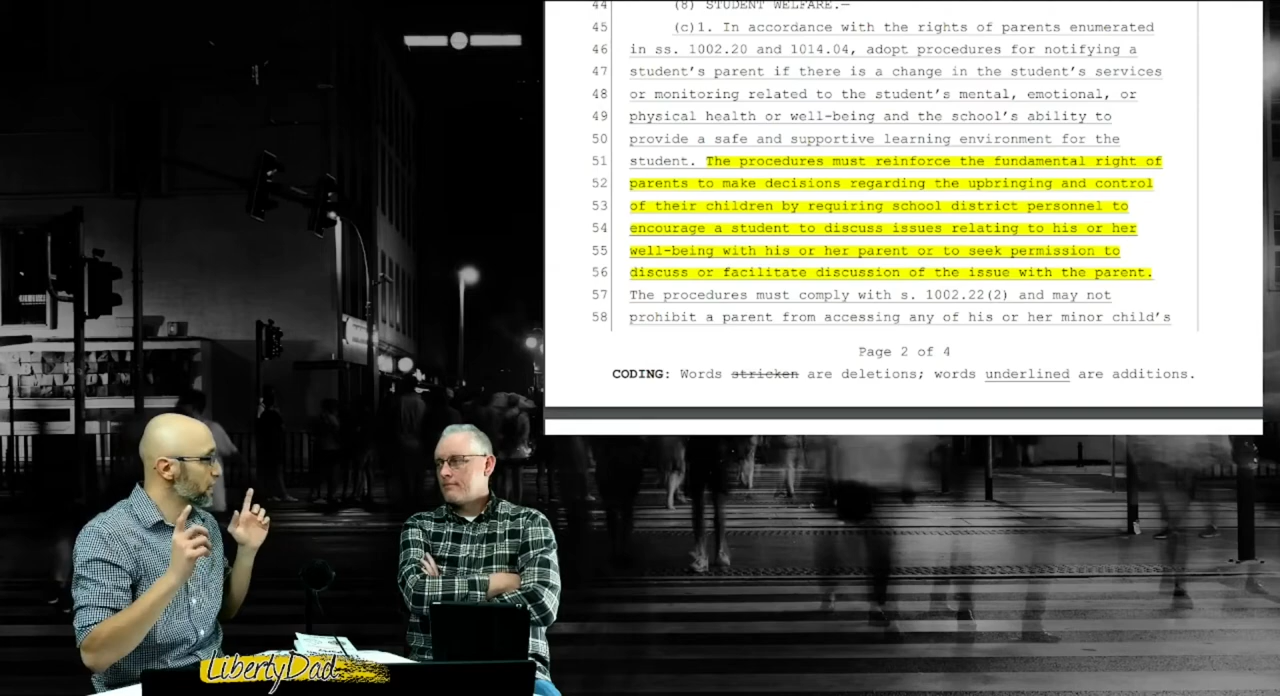 44 (8) STUDENT WELFARE.—
45 (c)1. In accordance with the rights of parents enumerated
46 in ss. 1002.20 and 1014.04, adopt procedures for notifying a
47 student's parent if there is a change in the student's services
48 or monitoring related to the student's mental, emotional, or
49 physical health or well-being and the school's ability to
50 provide a safe and supportive learning environment for the
51 student. The procedures must reinforce the fundamental right of
52 parents to make decisions regarding the upbringing and control
53 of their children by requiring school district personnel to
54 encourage a student to discuss issues relating to his or her
55 well-being with his or her parent or to seek permission to
56 discuss or facilitate discussion of the issue with the parent.
57 The procedures must comply with s. 1002.22(2) and may not
58 prohibit a parent from accessing any of his or her minor child's
Page 2 of 4
CODING: Words stricken are deletions; words underlined are additions.
LibertyDad